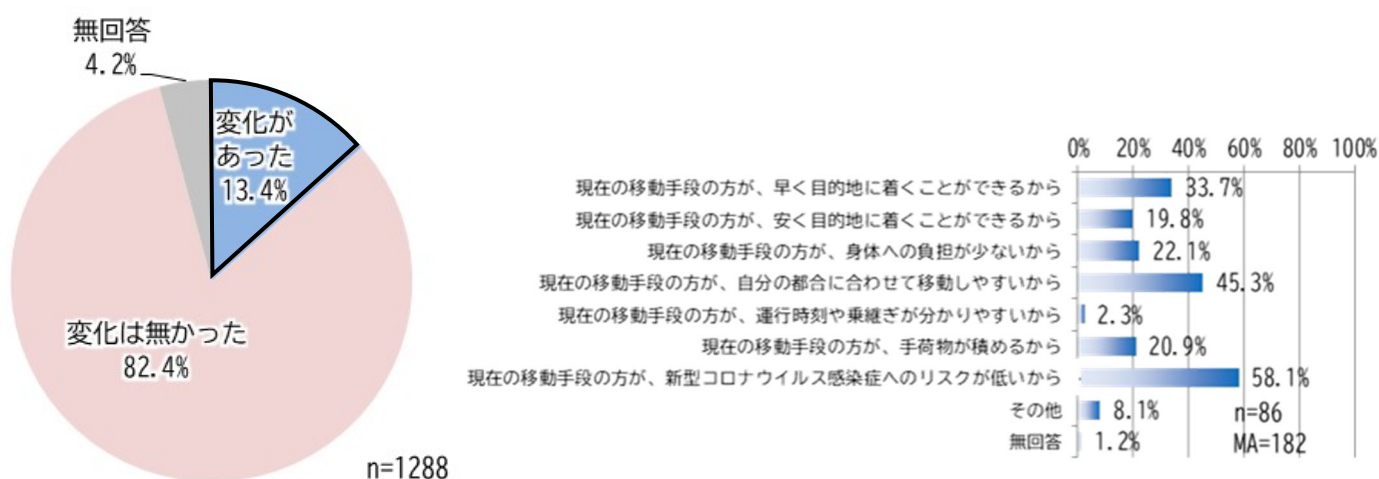 無回答
4.2%
変化が
あった
13.4%
変化は無かった
82.4%
n=1288
0% 20% 40% 60% 80% 100%
現在の移動手段の方が、早く目的地に着くことができるから 33.7%
現在の移動手段の方が、安く目的地に着くことができるから 19.8%
現在の移動手段の方が、身体への負担が少ないから 22.1%
現在の移動手段の方が、自分の都合に合わせて移動しやすいから 45.3%
現在の移動手段の方が、運行時刻や乗継ぎが分かりやすいから 2.3%
現在の移動手段の方が、手荷物が積めるから 20.9%
現在の移動手段の方が、新型コロナウイルス感染症へのリスクが低いから 58.1%
その他 8.1%
無回答 1.2%
n=86
MA=182